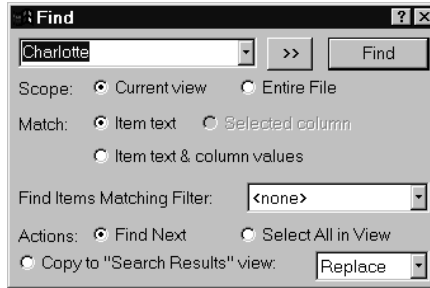 Find
Charlotte >> Find
Scope: Current view Entire File
Match: Item text Selected column
Item text & column values
Find Items Matching Filter: <none>
Actions: Find Next Select All in View
Copy to "Search Results" view: Replace